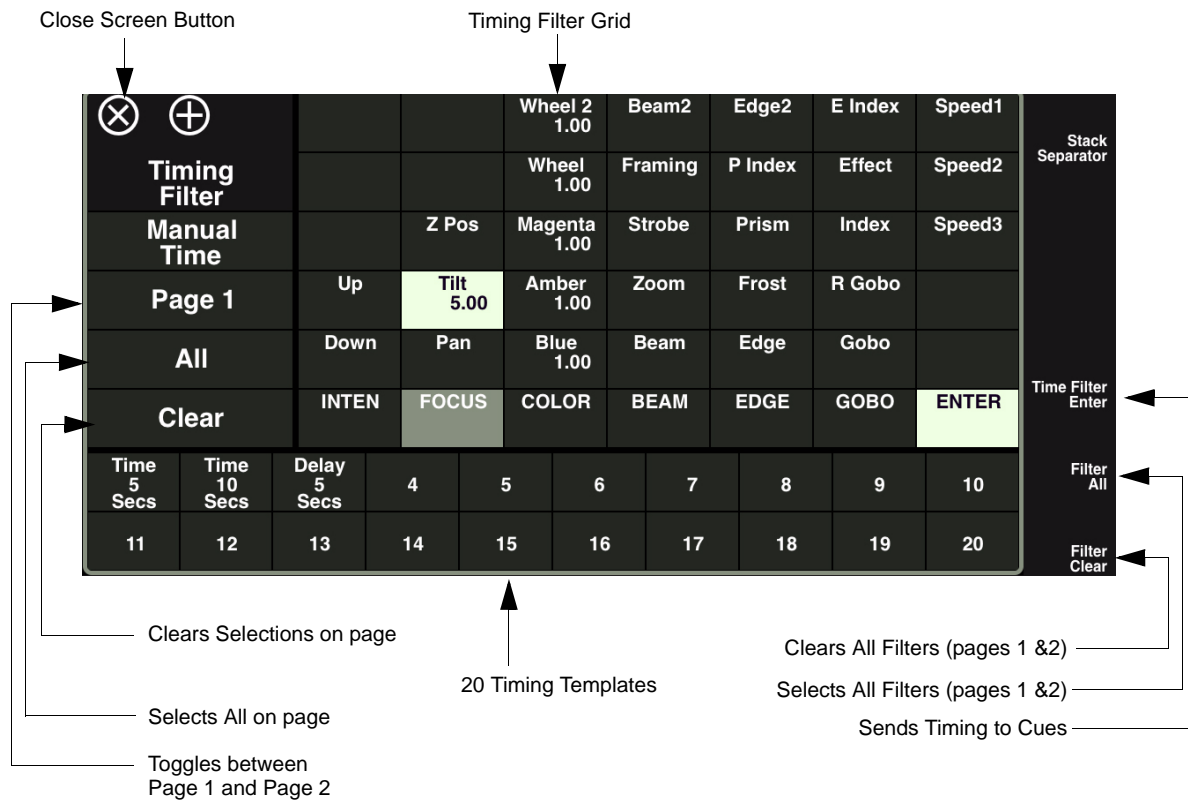 Close Screen Button
Timing Filter Grid
Timing
Filter
Wheel 2
1.00
Beam2
Edge2
E Index
Speed1
Stack
Separator
Wheel
1.00
Framing
P Index
Effect
Speed2
Manual
Time
Z Pos
Magenta
1.00
Strobe
Prism
Index
Speed3
Page 1
Up
Tilt
5.00
Amber
1.00
Zoom
Frost
R Gobo
All
Down
Pan
Blue
1.00
Beam
Edge
Gobo
Time Filter
Enter
Clear
INTEN
FOCUS
COLOR
BEAM
EDGE
GOBO
ENTER
Time
5
Secs
Time
10
Secs
Delay
5
Secs
4
5
6
7
8
9
10
Filter
All
11
12
13
14
15
16
17
18
19
20
Filter
Clear
Clears Selections on page
Clears All Filters (pages 1 &2)
20 Timing Templates
Selects All Filters (pages 1 &2)
Selects All on page
Sends Timing to Cues
Toggles between
Page 1 and Page 2